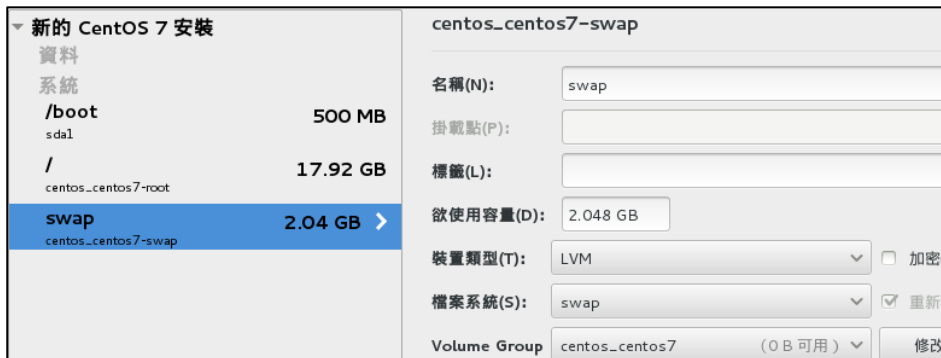 新的 CentOS 7 安裝
資料
系統
/boot 500 MB
sda1
/ 17.92 GB
centos_centos7-root
swap 2.04 GB
centos_centos7-swap
centos_centos7-swap
名稱(N): swap
掛載點(P):
標籤(L):
欲使用容量(D): 2.048 GB
裝置類型(T): LVM 加密
檔案系統(S): swap 重新
Volume Group centos_centos7 (0 B 可用) 修改